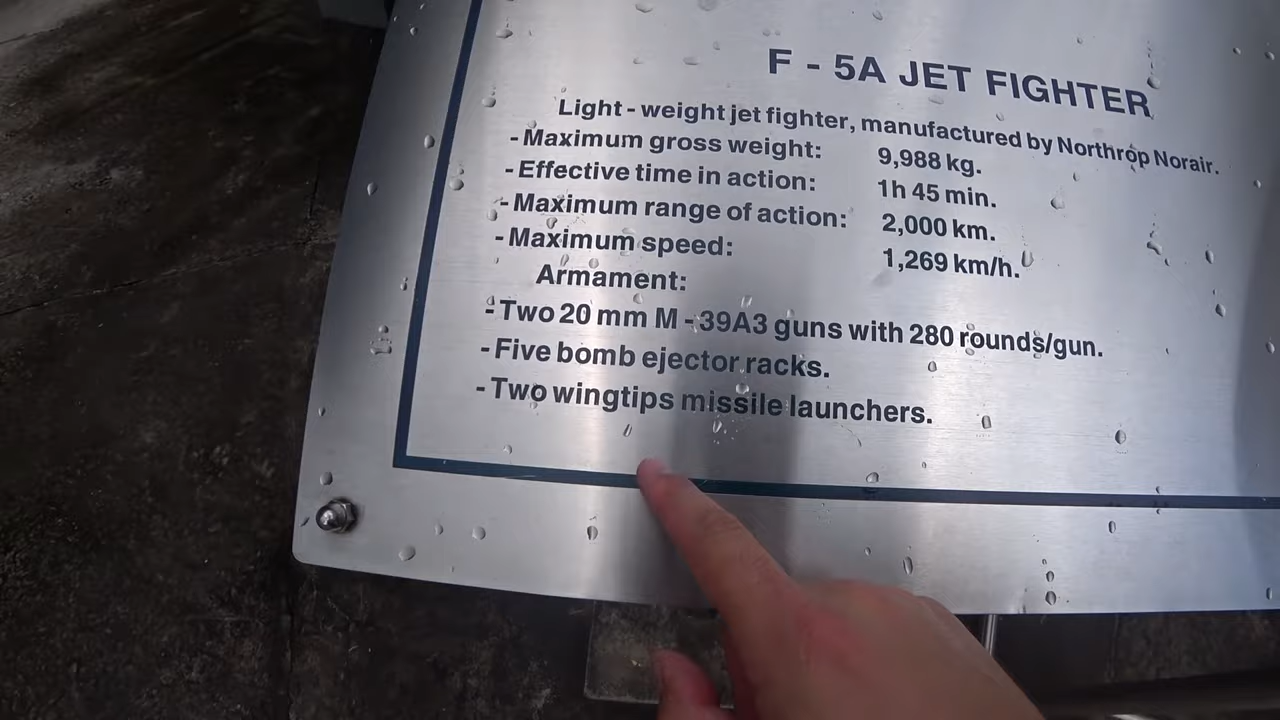 F - 5A JET FIGHTER
Light - weight jet fighter, manufactured by Northrop Norair.
- Maximum gross weight: 9,988 kg.
- Effective time in action: 1h 45 min.
- Maximum range of action: 2,000 km.
- Maximum speed: 1,269 km/h.
Armament:
- Two 20 mm M - 39A3 guns with 280 rounds/gun.
- Five bomb ejector racks.
- Two wingtips missile launchers.